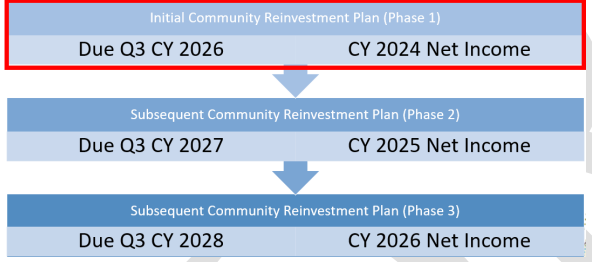 Initial Community Reinvestment Plan (Phase 1)
Due Q3 CY 2026 CY 2024 Net Income
Subsequent Community Reinvestment Plan (Phase 2)
Due Q3 CY 2027 CY 2025 Net Income
Subsequent Community Reinvestment Plan (Phase 3)
Due Q3 CY 2028 CY 2026 Net Income